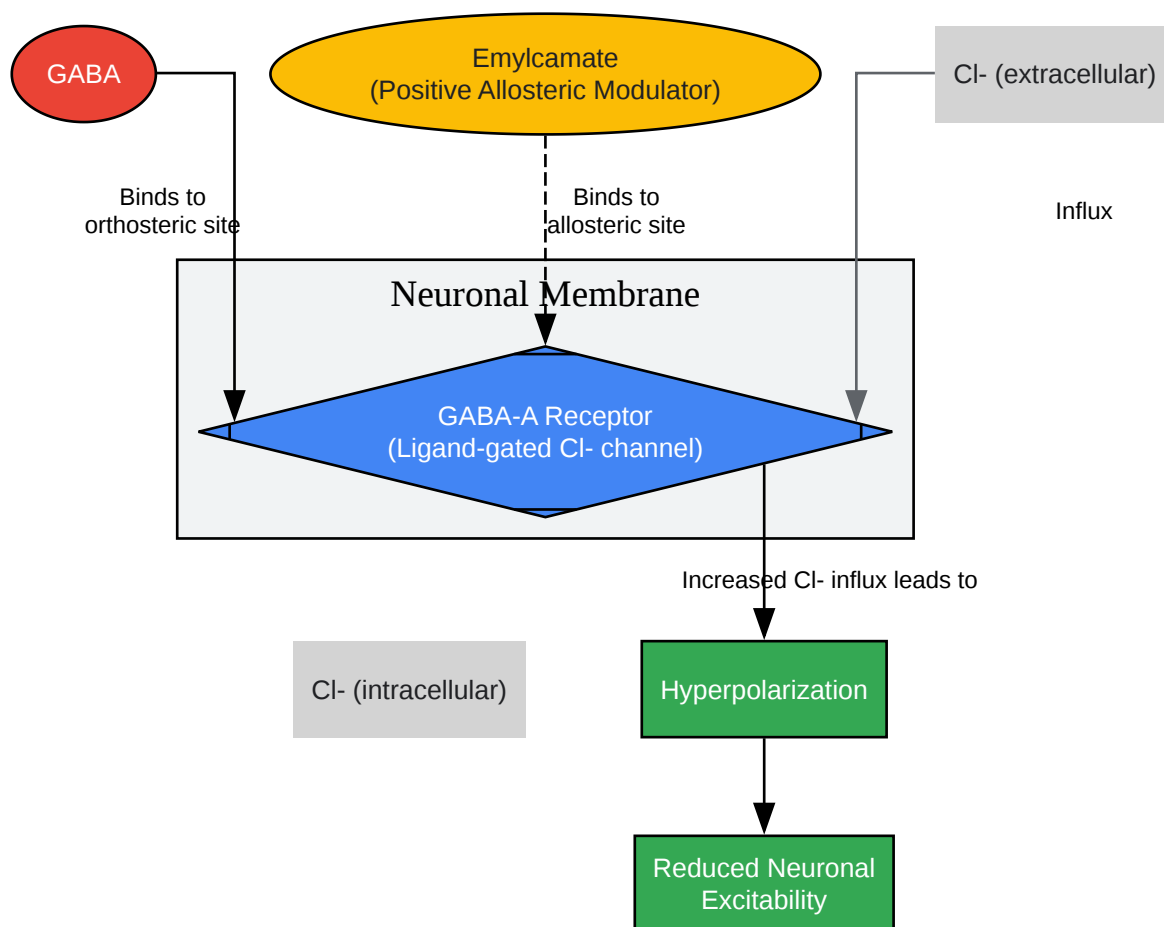 GABA
Emylcamate
(Positive Allosteric Modulator)
Cl- (extracellular)
Binds to
orthosteric site
Binds to
allosteric site
Influx
Neuronal Membrane
GABA-A Receptor
(Ligand-gated Cl- channel)
Increased Cl- influx leads to
Cl- (intracellular)
Hyperpolarization
Reduced Neuronal
Excitability